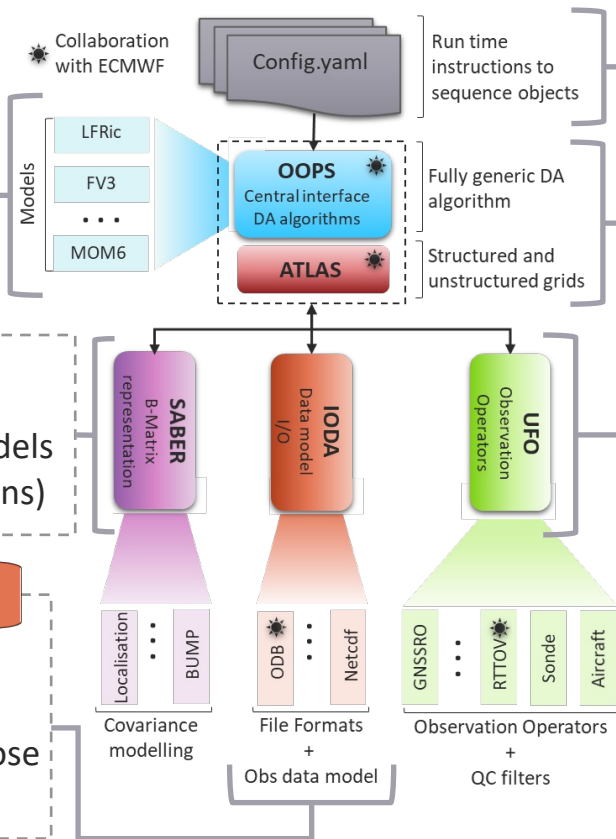 Collaboration
with ECMWF
Config.yaml
Run time
instructions to
sequence objects
Models
LFRic
FV3
...
MOM6
OOPS
Central interface
DA algorithms
Fully generic DA
algorithm
ATLAS
Structured and
unstructured grids
dels
ns)
SABER
B-Matrix
representation
IODA
Data model
I/O
UFO
Observation
Operators
Localisation
...
BUMP
ODB
...
Netcdf
GNSSRO
...
RTTOV
Sonde
Aircraft
Covariance
modelling
File Formats
+
Obs data model
Observation Operators
+
QC filters
ose